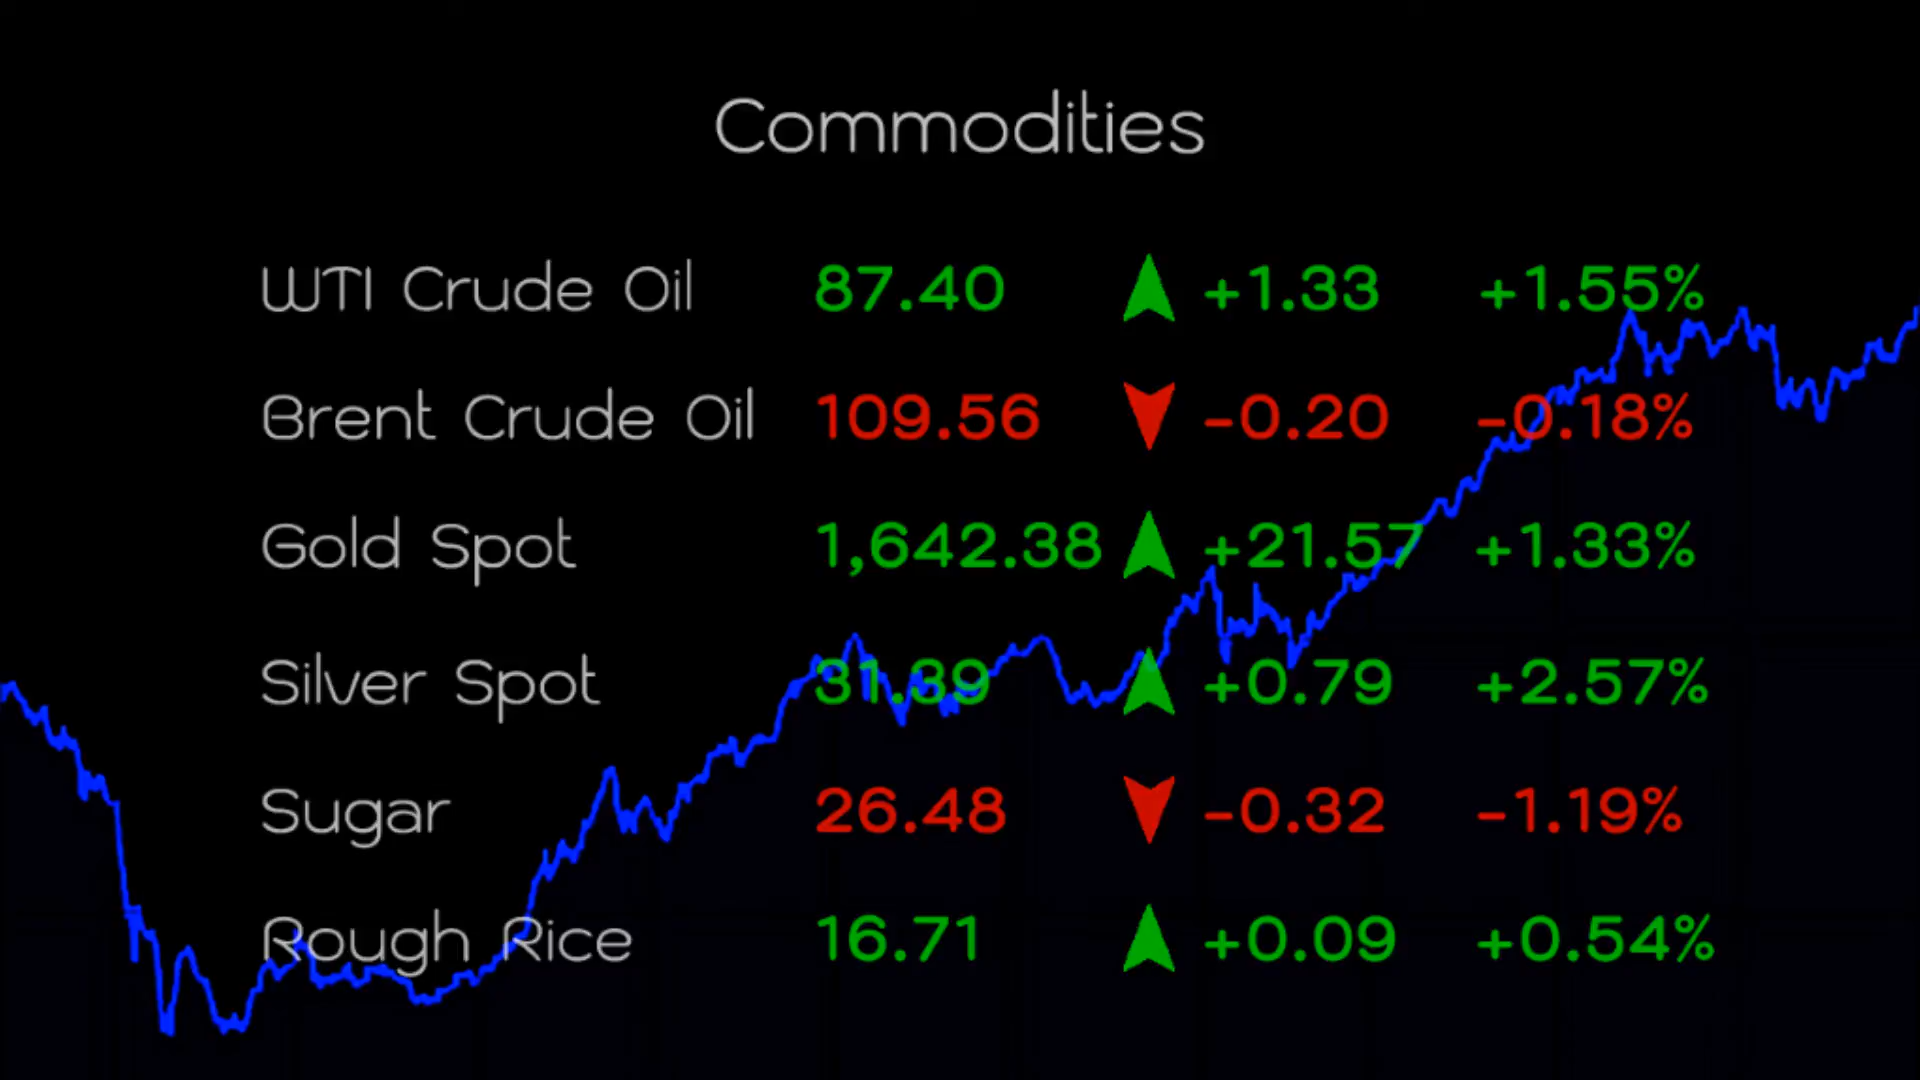 Commodities
WTI Crude Oil 87.40 +1.33 +1.55%
Brent Crude Oil 109.56 -0.20 -0.18%
Gold Spot 1,642.38 +21.57 +1.33%
Silver Spot 31.39 +0.79 +2.57%
Sugar 26.48 -0.32 -1.19%
Rough Rice 16.71 +0.09 +0.54%